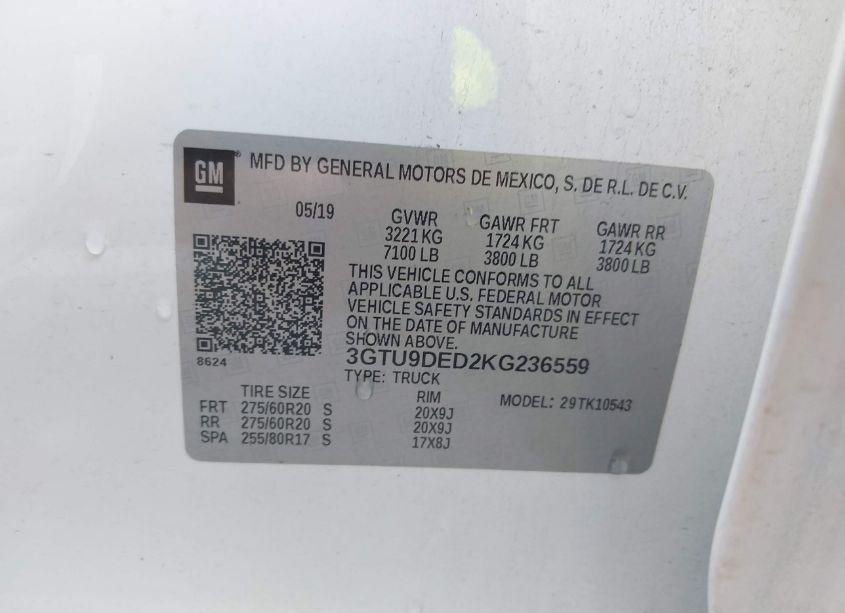 GM ® MFD BY GENERAL MOTORS DE MEXICO, S. DE R.L. DE C.V.
05/19 GVWR GAWR FRT GAWR RR
3221 KG 1724 KG 1724 KG
7100 LB 3800 LB 3800 LB
THIS VEHICLE CONFORMS TO ALL
APPLICABLE U.S. FEDERAL MOTOR
VEHICLE SAFETY STANDARDS IN EFFECT
ON THE DATE OF MANUFACTURE
SHOWN ABOVE.
8624
3GTU9DED2KG236559
TYPE: TRUCK
TIRE SIZE RIM MODEL: 29TK10543
FRT 275/60R20 S 20X9J
RR 275/60R20 S 20X9J
SPA 255/80R17 S 17X8J